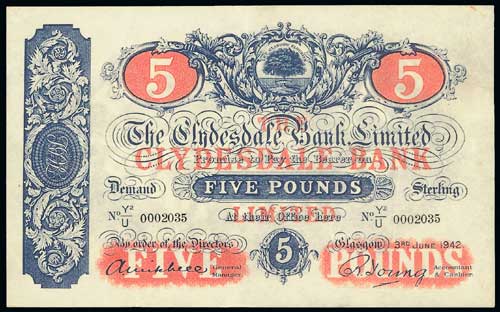 5 5
The Clydesdale Bank Limited
THE
CLYDESDALE BANK
LIMITED
Promise to Pay the Bearer on
Demand FIVE POUNDS Sterling
No Y²/U 0002035 At their Office here No Y²/U 0002035
By order of the Directors 5 Glasgow 3RD JUNE 1942
FIVE POUNDS
General Manager.
R Young Accountant & Cashier.